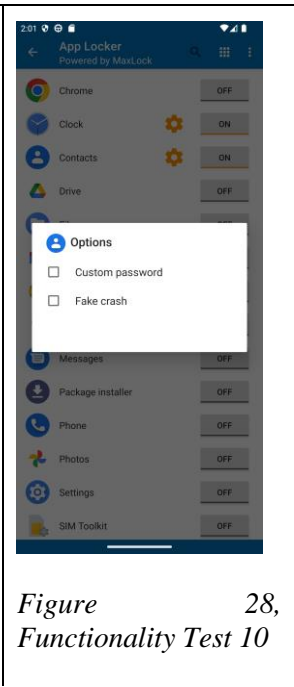 2:01
App Locker
Powered by MaxLock
Chrome OFF
Clock ON
Contacts ON
Drive OFF
Options
Custom password
Fake crash
Messages OFF
Package installer OFF
Phone OFF
Photos OFF
Settings OFF
SIM Toolkit OFF
Figure 28,
Functionality Test 10